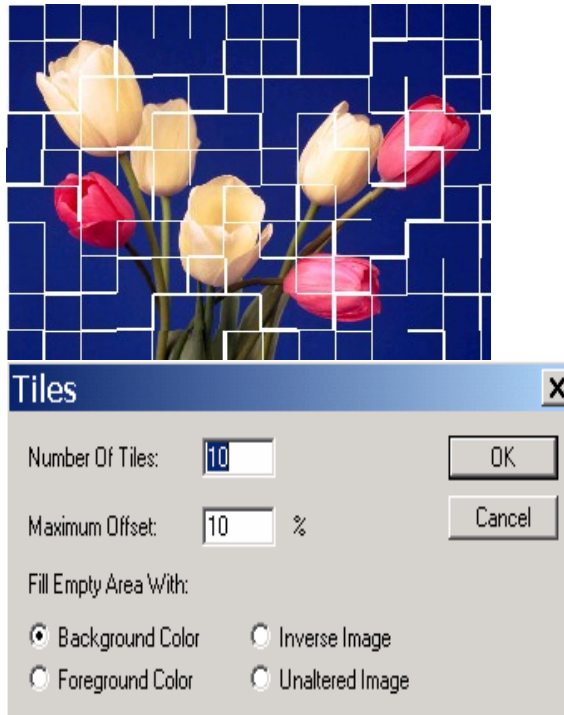 Tiles
Number Of Tiles: 10 OK
Maximum Offset: 10 % Cancel
Fill Empty Area With:
Background Color Inverse Image
Foreground Color Unaltered Image